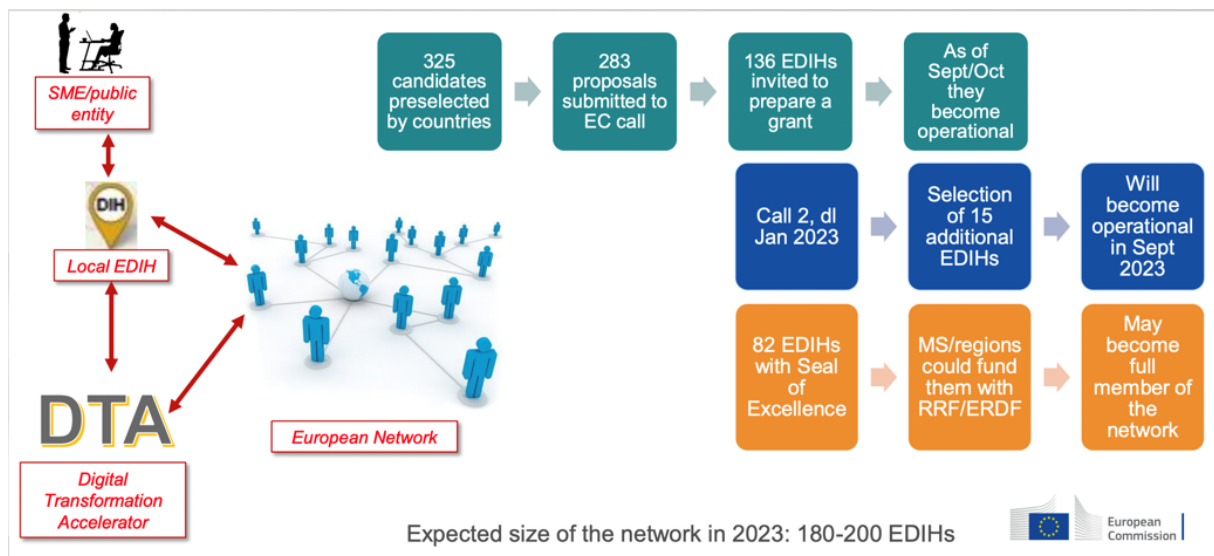 SME/public
entity
DIH
Local EDIH
DTA
Digital
Transformation
Accelerator
European Network
325
candidates
preselected
by countries
283
proposals
submitted to
EC call
136 EDIHs
invited to
prepare a
grant
As of
Sept/Oct
they
become
operational
Call 2, dl
Jan 2023
Selection
of 15
additional
EDIHs
Will
become
operational
in Sept
2023
82 EDIHs
with Seal of
Excellence
MS/regions
could fund
them with
RRF/ERDF
May
become
full
member of
the
network
Expected size of the network in 2023: 180-200 EDIHs
European
Commission